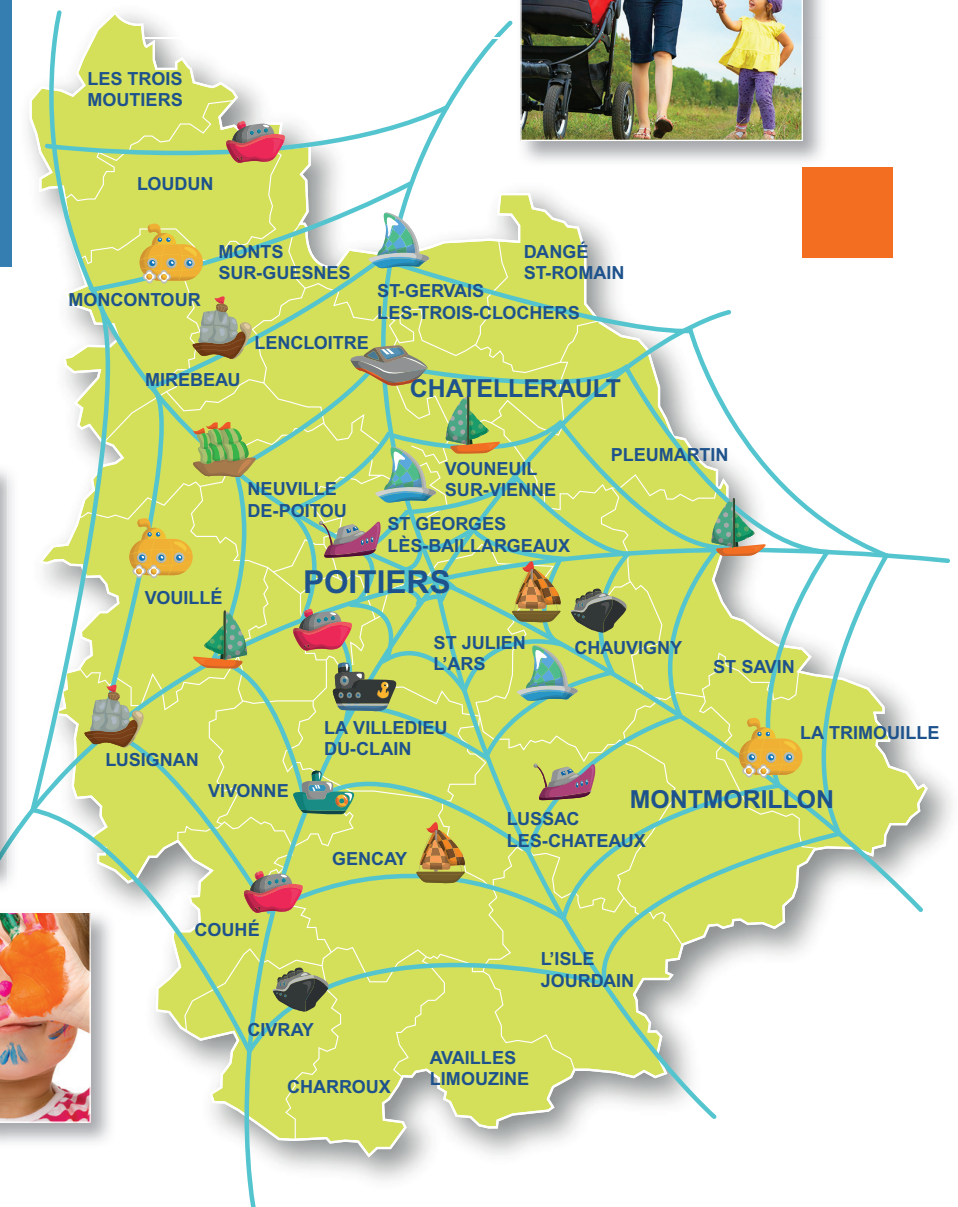 LES TROIS
MOUTIERS
LOUDUN
MONTS
SUR-GUESNES
DANGÉ
ST-ROMAIN
MONCONTOUR
ST-GERVAIS
LES-TROIS-CLOCHERS
LENCLOITRE
MIREBEAU
CHATELLERAULT
PLEUMARTIN
VOUNEUIL
SUR-VIENNE
NEUVILLE
DE-POITOU
ST GEORGES
LÈS-BAILLARGEAUX
POITIERS
VOUILLÉ
ST JULIEN
L'ARS
CHAUVIGNY
ST SAVIN
LA VILLEDIEU
DU-CLAIN
LA TRIMOUILLE
LUSIGNAN
VIVONNE
MONTMORILLON
LUSSAC
LES-CHATEAUX
GENCAY
COUHÉ
L'ISLE
JOURDAIN
CIVRAY
AVAILLES
LIMOUZINE
CHARROUX